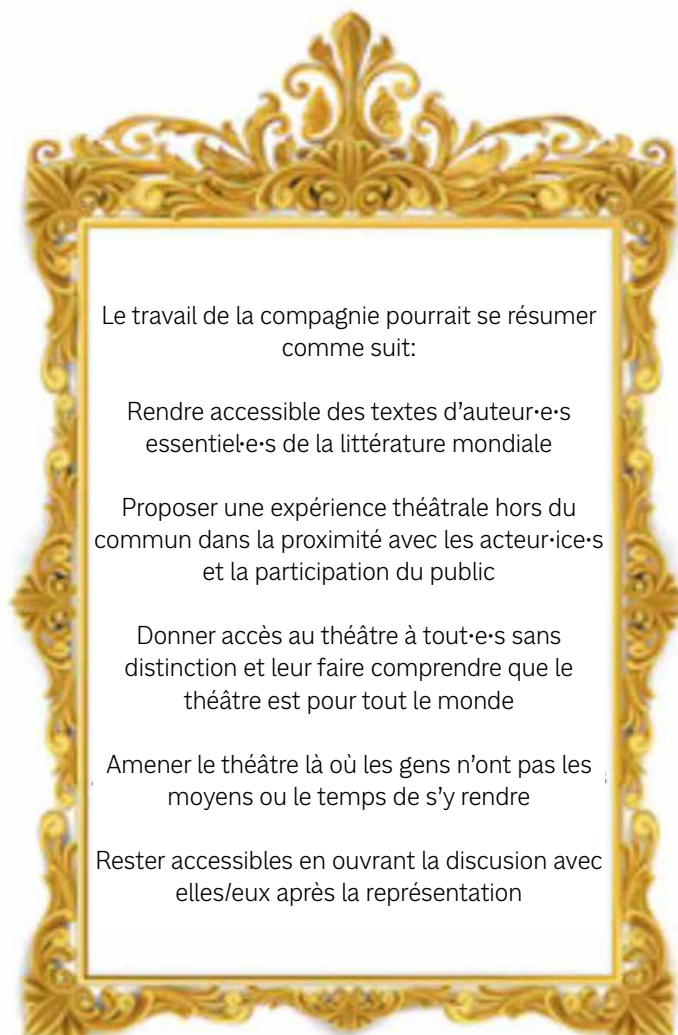 Le travail de la compagnie pourrait se résumer
comme suit:
Rendre accessible des textes d'auteur·e·s
essentiel·e·s de la littérature mondiale
Proposer une expérience théâtrale hors du
commun dans la proximité avec les acteur·ice·s
et la participation du public
Donner accès au théâtre à tout·e·s sans
distinction et leur faire comprendre que le
théâtre est pour tout le monde
Amener le théâtre là où les gens n'ont pas les
moyens ou le temps de s'y rendre
Rester accessibles en ouvrant la discusion avec
elles/eux après la représentation